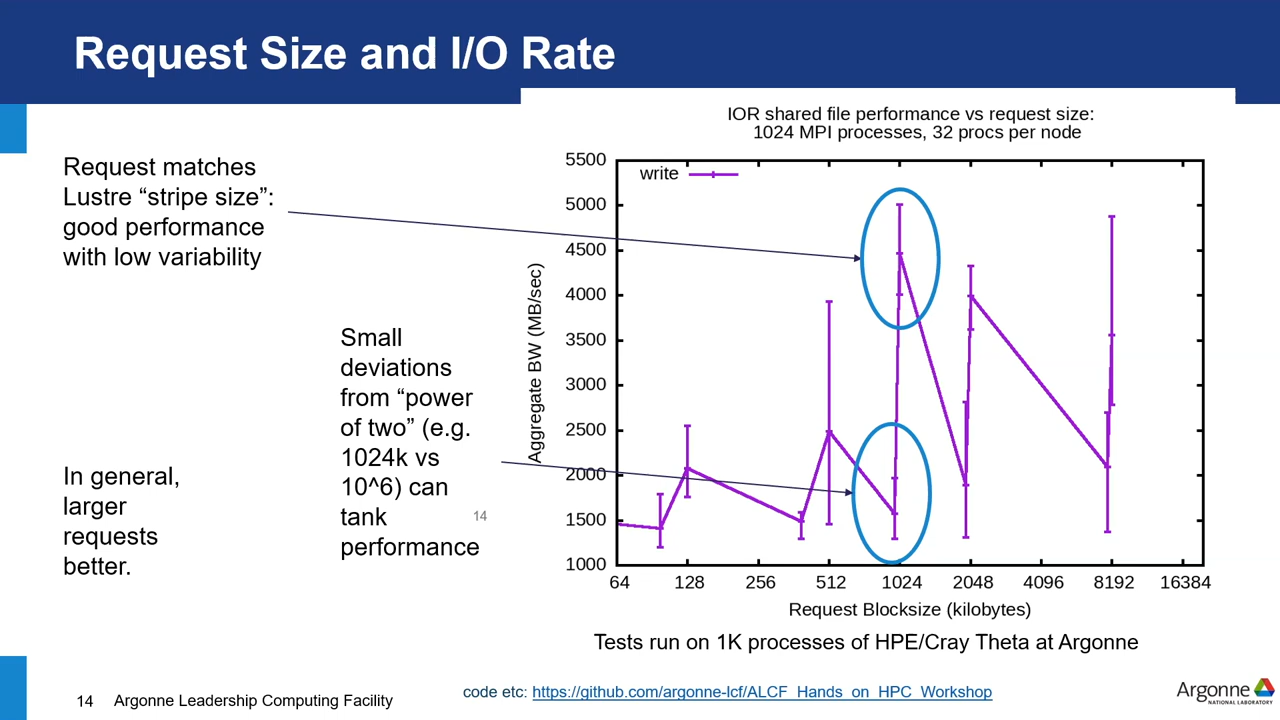 Request Size and I/O Rate
Request matches
Lustre “stripe size”:
good performance
with low variability
Small
deviations
from “power
of two” (e.g.
1024k vs
10^6) can
tank
performance
14
In general,
larger
requests
better.
IOR shared file performance vs request size:
1024 MPI processes, 32 procs per node
write
Aggregate BW (MB/sec)
5500
5000
4500
4000
3500
3000
2500
2000
1500
1000
64 128 256 512 1024 2048 4096 8192 16384
Request Blocksize (kilobytes)
Tests run on 1K processes of HPE/Cray Theta at Argonne
14 Argonne Leadership Computing Facility
code etc: https://github.com/argonne-lcf/ALCF_Hands_on_HPC_Workshop
Argonne
NATIONAL LABORATORY